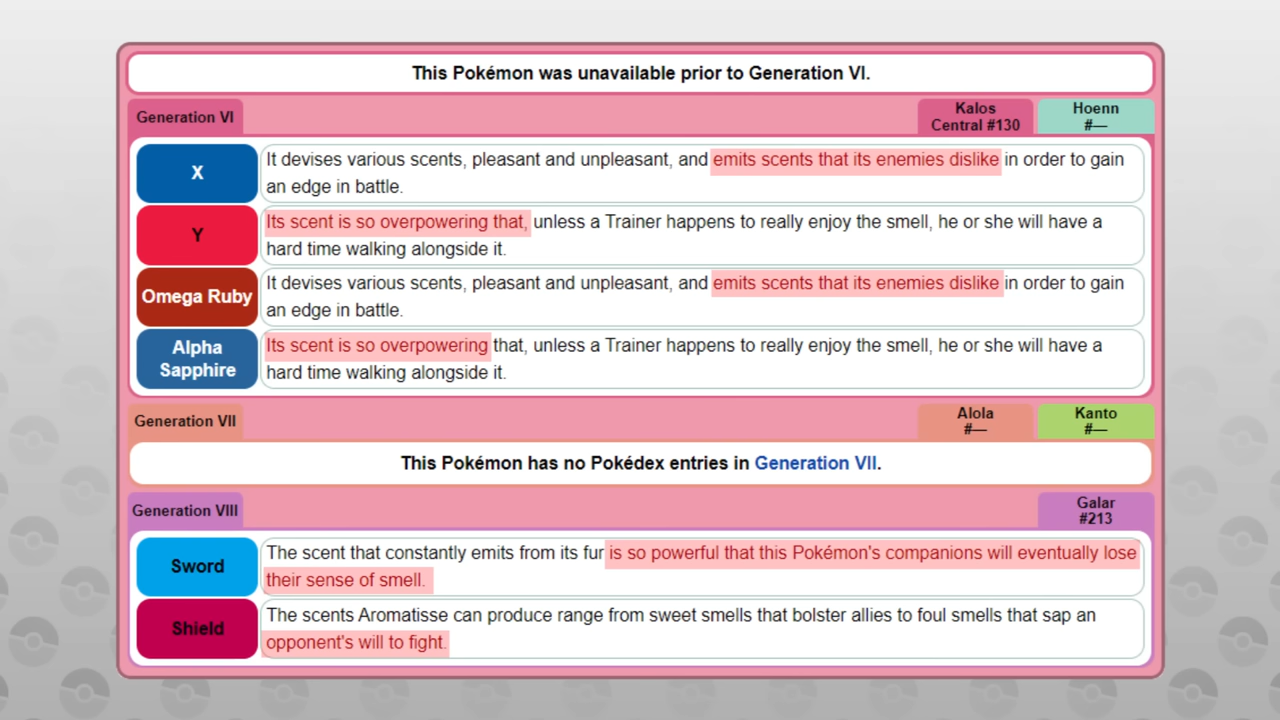 This Pokémon was unavailable prior to Generation VI.
Generation VI
Kalos
Central #130
Hoenn
#—
X
It devises various scents, pleasant and unpleasant, and emits scents that its enemies dislike in order to gain
an edge in battle.
Y
Its scent is so overpowering that, unless a Trainer happens to really enjoy the smell, he or she will have a
hard time walking alongside it.
Omega Ruby
It devises various scents, pleasant and unpleasant, and emits scents that its enemies dislike in order to gain
an edge in battle.
Alpha
Sapphire
Its scent is so overpowering that, unless a Trainer happens to really enjoy the smell, he or she will have a
hard time walking alongside it.
Generation VII
Alola
#—
Kanto
#—
This Pokémon has no Pokédex entries in Generation VII.
Generation VIII
Galar
#213
Sword
The scent that constantly emits from its fur is so powerful that this Pokémon's companions will eventually lose
their sense of smell.
Shield
The scents Aromatisse can produce range from sweet smells that bolster allies to foul smells that sap an
opponent's will to fight.